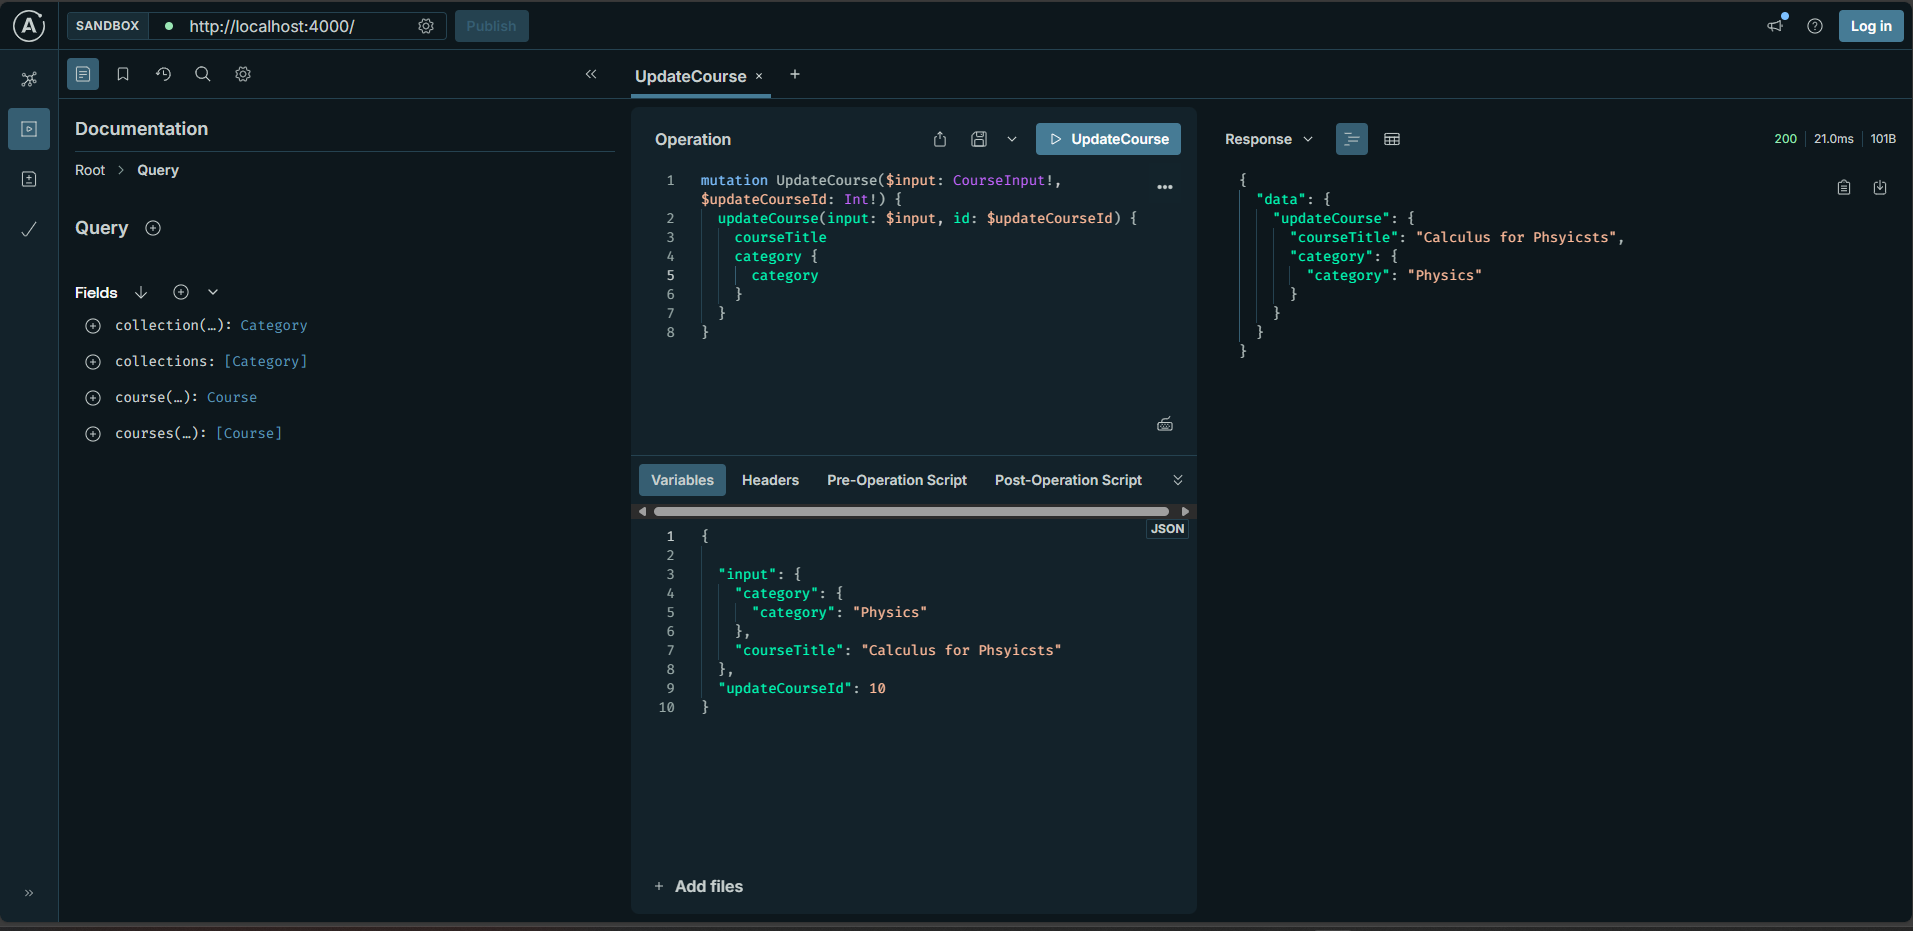 A SANDBOX http://localhost:4000/ Publish Log in
Documentation
Root > Query
Query
Fields
collection(…): Category
collections: [Category]
course(…): Course
courses(…): [Course]
UpdateCourse × +
Operation UpdateCourse
1 mutation UpdateCourse($input: CourseInput!,
$updateCourseId: Int!) {
2 updateCourse(input: $input, id: $updateCourseId) {
3 courseTitle
4 category {
5 category
6 }
7 }
8 }
Variables Headers Pre-Operation Script Post-Operation Script
JSON
1 {
2
3 "input": {
4 "category": {
5 "category": "Physics"
6 },
7 "courseTitle": "Calculus for Phsyicsts"
8 },
9 "updateCourseId": 10
10 }
+ Add files
Response 200 21.0ms 101B
{
"data": {
"updateCourse": {
"courseTitle": "Calculus for Phsyicsts",
"category": {
"category": "Physics"
}
}
}
}